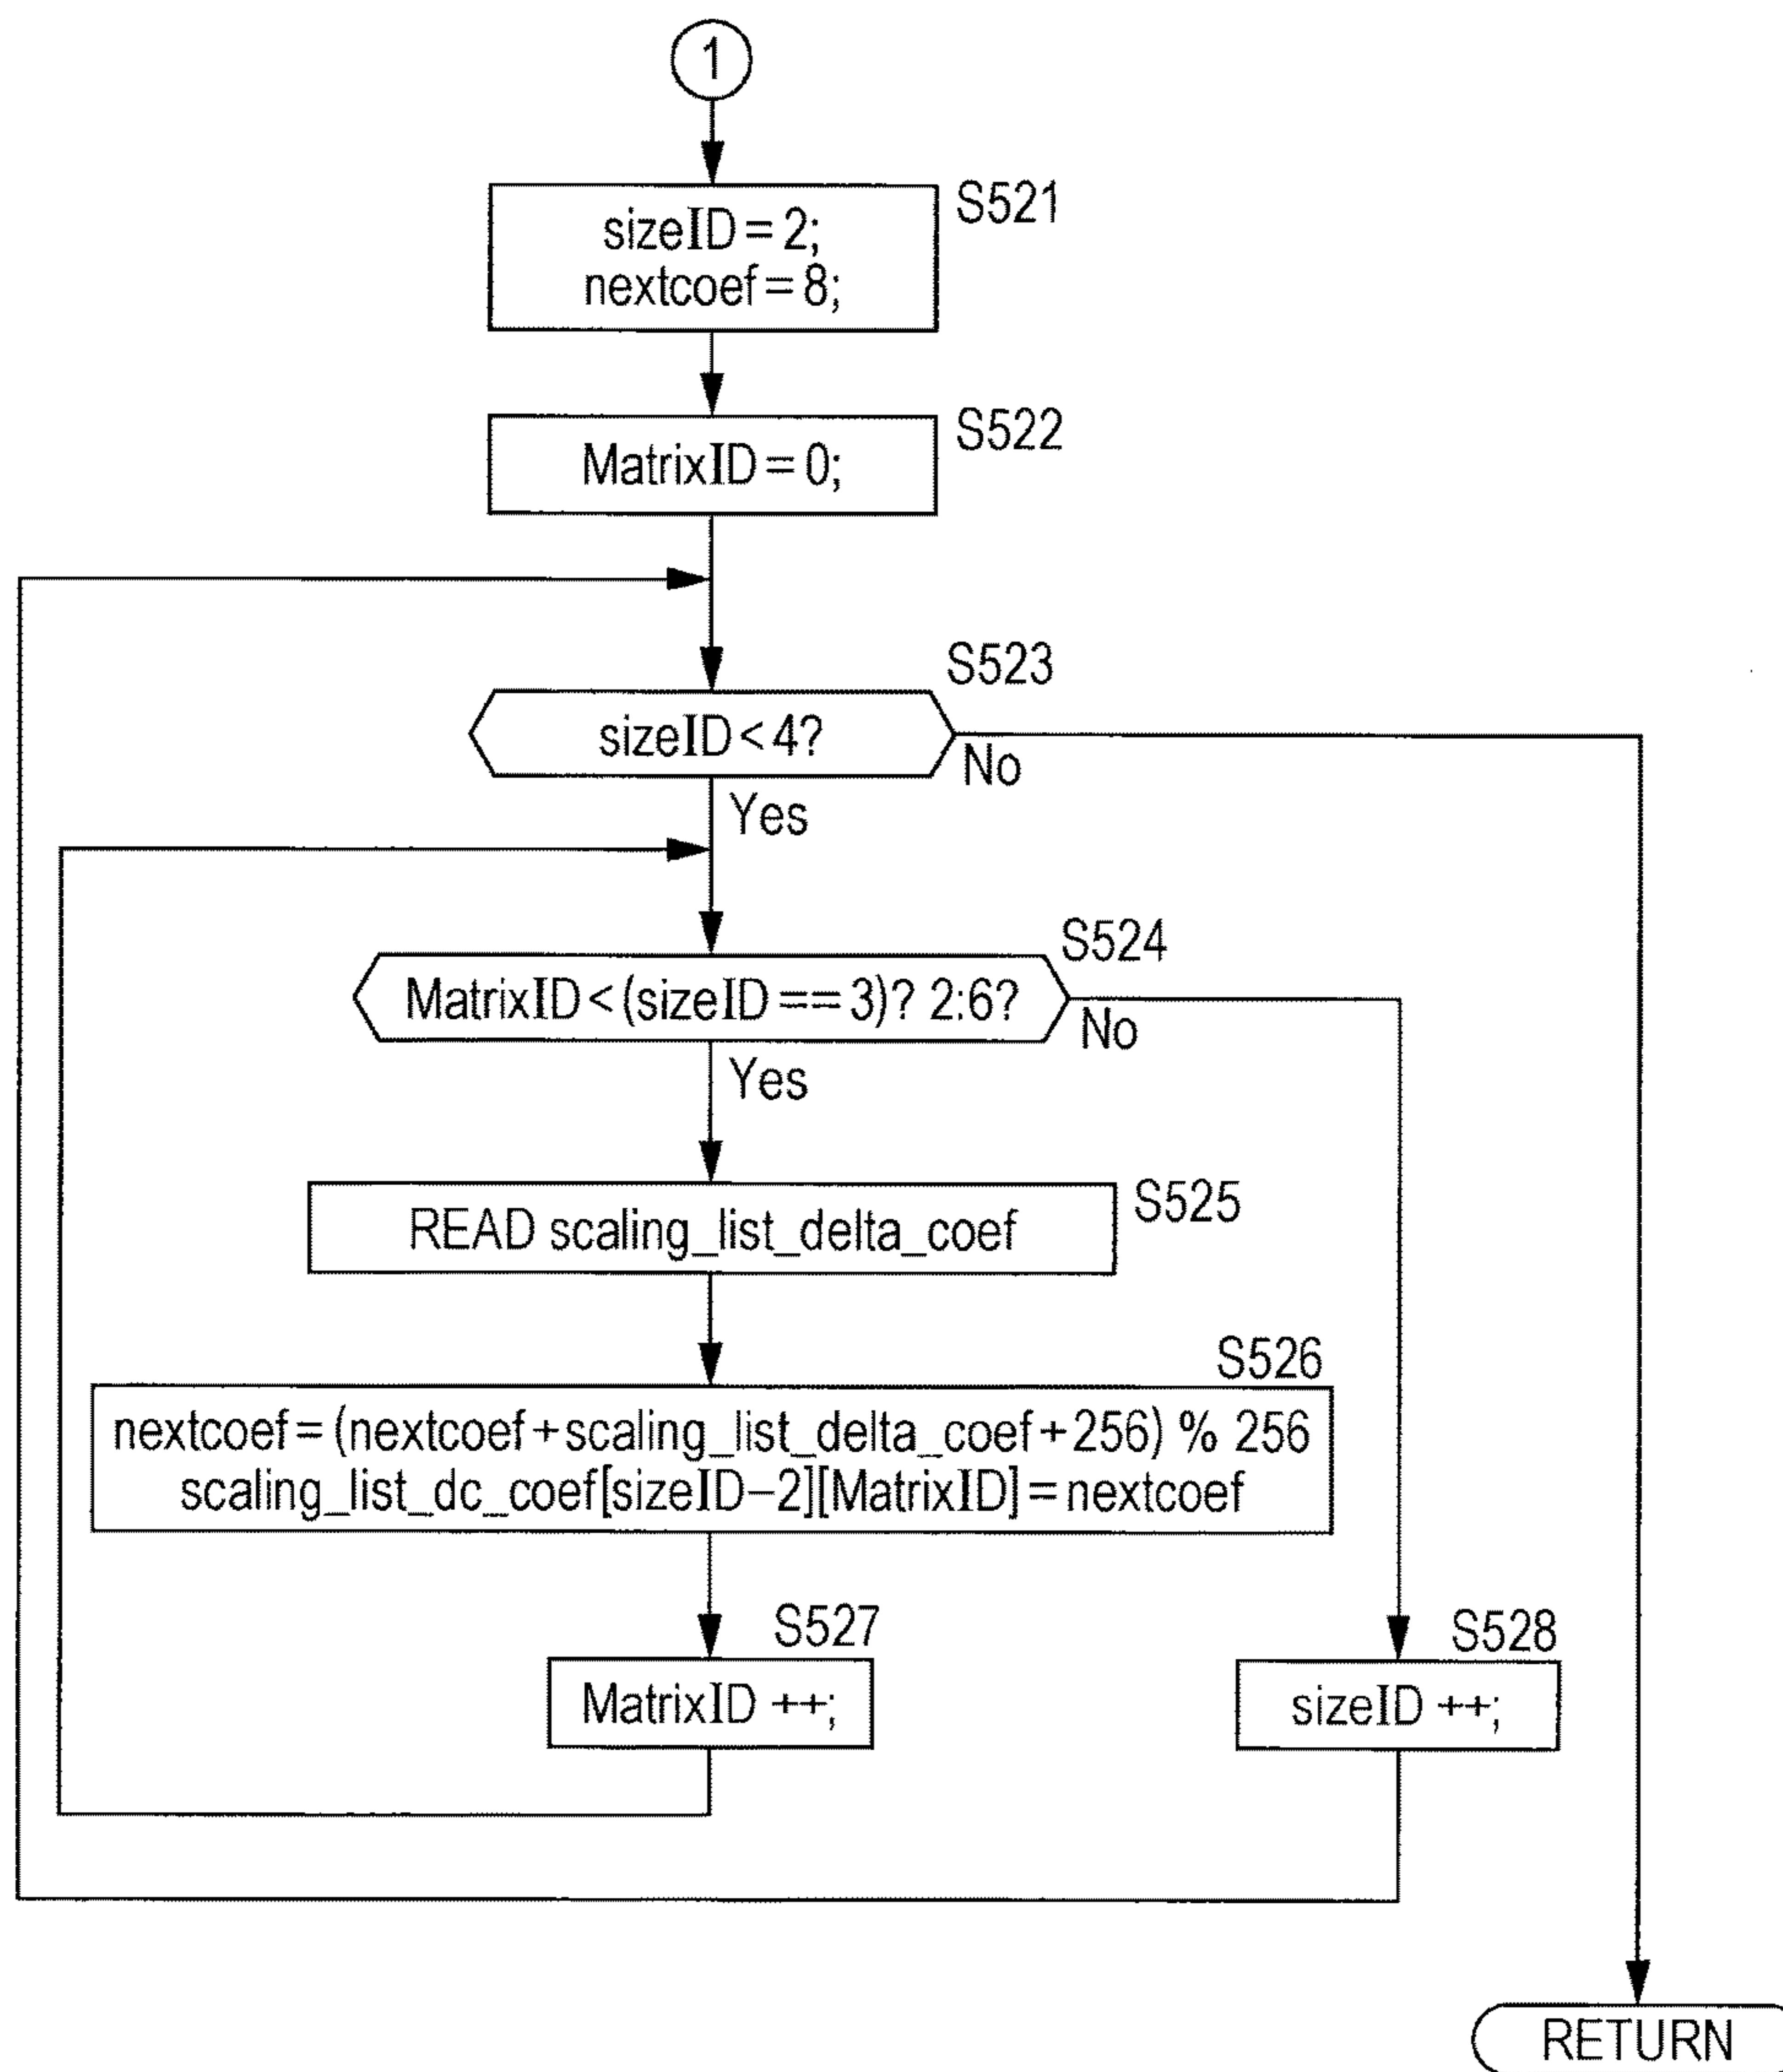 1
S521
sizeID = 2;
nextcoef = 8;
S522
MatrixID = 0;
S523
sizeID < 4?
No
Yes
S524
MatrixID < (sizeID == 3)? 2:6?
No
Yes
S525
READ scaling_list_delta_coef
S526
nextcoef = (nextcoef + scaling_list_delta_coef + 256) % 256
scaling_list_dc_coef[sizeID–2][MatrixID] = nextcoef
S527
MatrixID ++;
S528
sizeID ++;
RETURN